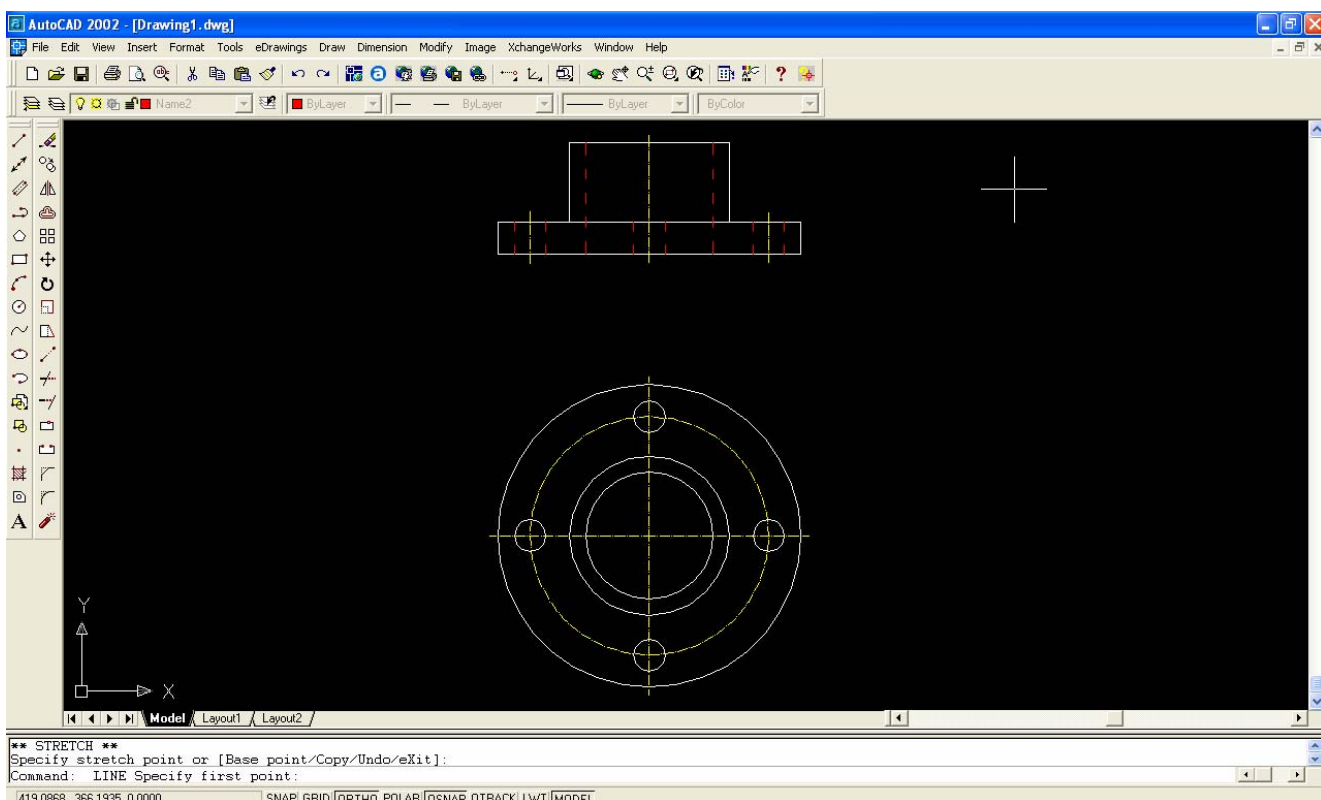 AutoCAD 2002 - [Drawing1.dwg]
File Edit View Insert Format Tools eDrawings Draw Dimension Modify Image XchangeWorks Window Help
Name2 ByLayer ByLayer ByLayer ByColor
A
Y
X
Model Layout1 Layout2
** STRETCH **
Specify stretch point or [Base point/Copy/Undo/eXit]:
Command: LINE Specify first point:
419.0868, 366.1935, 0.0000 SNAP GRID ORTHO POLAR OSNAP OTRACK LWT MODEL